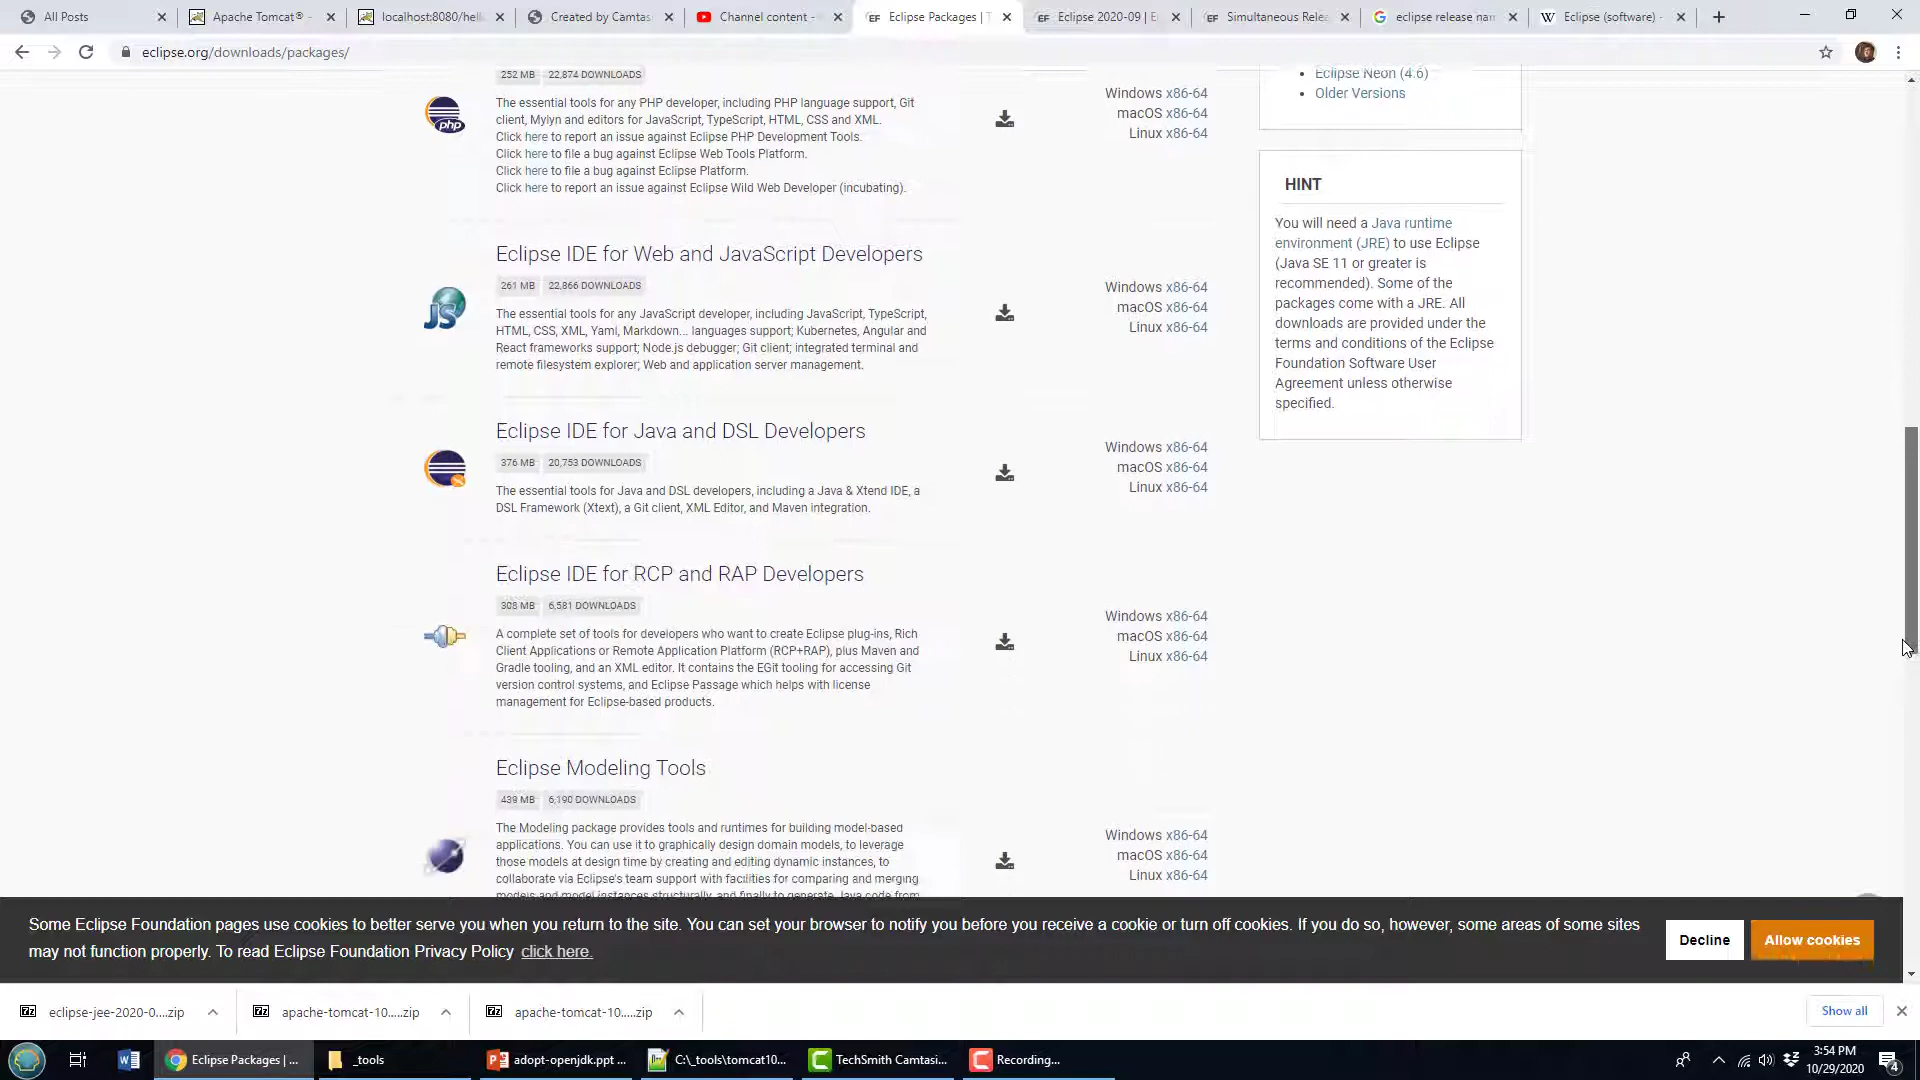 All Posts
Apache Tomcat® -
localhost:8080/hell
Created by Camtas
Channel content -
EF Eclipse Packages | T
EF Eclipse 2020-09 | E
EF Simultaneous Relea
eclipse release nam
Eclipse (software) -
eclipse.org/downloads/packages/
252 MB 22,874 DOWNLOADS
The essential tools for any PHP developer, including PHP language support, Git
client, Mylyn and editors for JavaScript, TypeScript, HTML, CSS and XML.
Click here to report an issue against Eclipse PHP Development Tools.
Click here to file a bug against Eclipse Web Tools Platform.
Click here to file a bug against Eclipse Platform.
Click here to report an issue against Eclipse Wild Web Developer (incubating).
php
Windows x86-64
macOS x86-64
Linux x86-64
Eclipse IDE for Web and JavaScript Developers
261 MB 22,866 DOWNLOADS
The essential tools for any JavaScript developer, including JavaScript, TypeScript,
HTML, CSS, XML, Yaml, Markdown... languages support; Kubernetes, Angular and
React frameworks support; Node.js debugger; Git client; integrated terminal and
remote filesystem explorer; Web and application server management.
JS
Windows x86-64
macOS x86-64
Linux x86-64
Eclipse IDE for Java and DSL Developers
376 MB 20,753 DOWNLOADS
The essential tools for Java and DSL developers, including a Java & Xtend IDE, a
DSL Framework (Xtext), a Git client, XML Editor, and Maven integration.
Windows x86-64
macOS x86-64
Linux x86-64
Eclipse IDE for RCP and RAP Developers
308 MB 6,581 DOWNLOADS
A complete set of tools for developers who want to create Eclipse plug-ins, Rich
Client Applications or Remote Application Platform (RCP+RAP), plus Maven and
Gradle tooling, and an XML editor. It contains the EGit tooling for accessing Git
version control systems, and Eclipse Passage which helps with license
management for Eclipse-based products.
Windows x86-64
macOS x86-64
Linux x86-64
Eclipse Modeling Tools
439 MB 6,190 DOWNLOADS
The Modeling package provides tools and runtimes for building model-based
applications. You can use it to graphically design domain models, to leverage
those models at design time by creating and editing dynamic instances, to
collaborate via Eclipse's team support with facilities for comparing and merging
models and model instances structurally, and finally to generate Java code from
Windows x86-64
macOS x86-64
Linux x86-64
Eclipse Neon (4.6)
Older Versions
HINT
You will need a Java runtime
environment (JRE) to use Eclipse
(Java SE 11 or greater is
recommended). Some of the
packages come with a JRE. All
downloads are provided under the
terms and conditions of the Eclipse
Foundation Software User
Agreement unless otherwise
specified.
Some Eclipse Foundation pages use cookies to better serve you when you return to the site. You can set your browser to notify you before you receive a cookie or turn off cookies. If you do so, however, some areas of some sites
may not function properly. To read Eclipse Foundation Privacy Policy click here.
Decline
Allow cookies
eclipse-jee-2020-0....zip
apache-tomcat-10.....zip
apache-tomcat-10.....zip
Show all
Eclipse Packages | ...
_tools
adopt-openjdk.ppt ...
C:\_tools\tomcat10...
TechSmith Camtasi...
Recording...
3:54 PM
10/29/2020
4